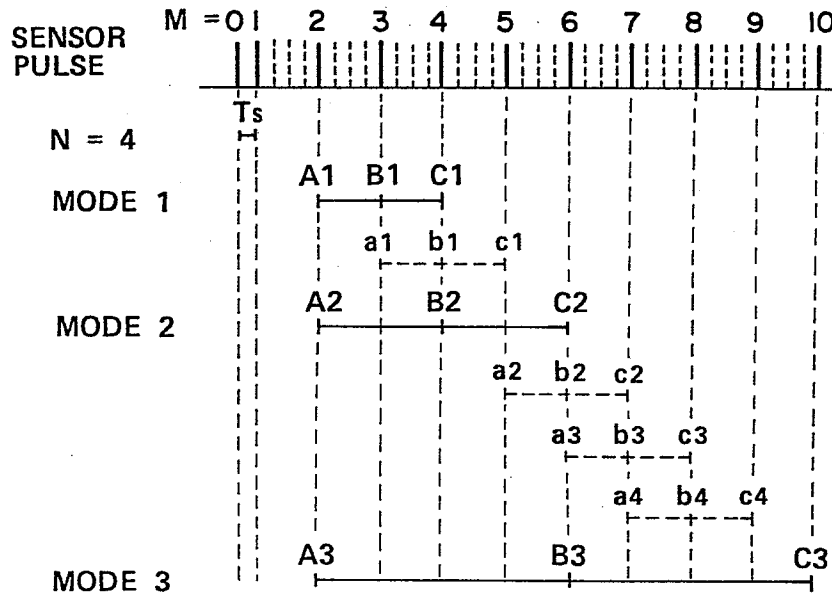 M = 0 1 2 3 4 5 6 7 8 9 10
SENSOR
PULSE
Ts
N = 4
A1 B1 C1
MODE 1
a1 b1 c1
A2 B2 C2
MODE 2
a2 b2 c2
a3 b3 c3
a4 b4 c4
A3 B3 C3
MODE 3